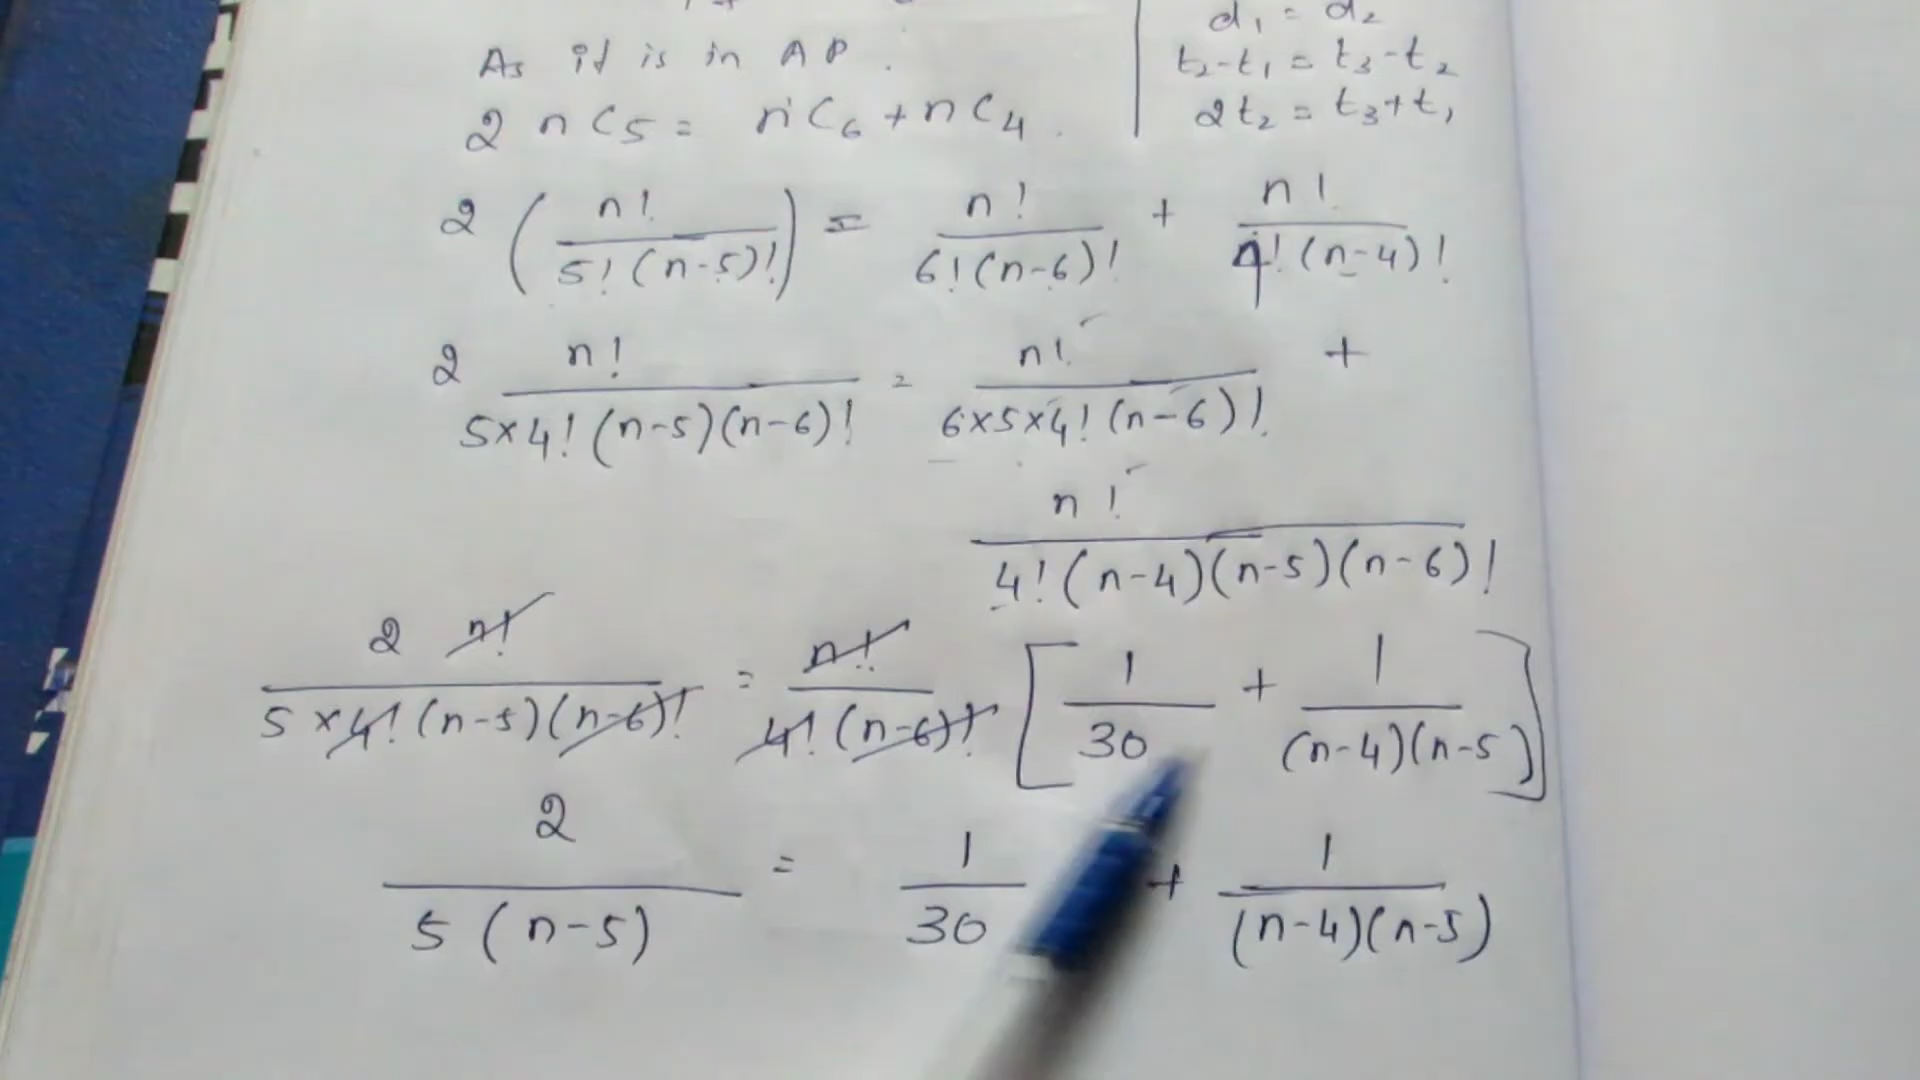 d₁ = d₂
As it is in AP.
t₂-t₁ = t₃-t₂
2 nC₅ = nC₆ + nC₄.
2t₂ = t₃+t₁
2 (n!/(5!(n-5)!)) = n!/(6!(n-6)!) + n!/(4!(n-4)!)
2 n!/(5×4!(n-5)(n-6)!) = n!/(6×5×4!(n-6)!) +
n!/(4!(n-4)(n-5)(n-6)!)
2 n!/(5×4!(n-5)(n-6)!) = n!/(4!(n-6)!) [1/30 + 1/((n-4)(n-5))]
2/(5(n-5)) = 1/30 + 1/((n-4)(n-5))